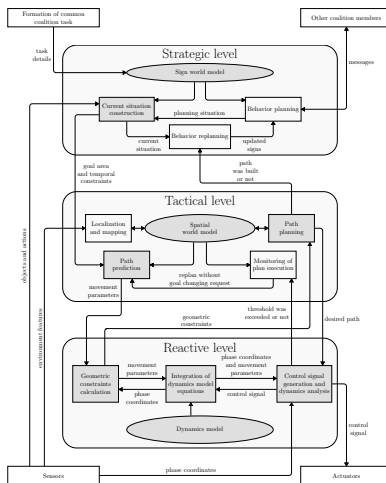 Formation of common
coalition task
Other coalition members
task
details
messages
Strategic level
Sign world model
Current situation
construction
planning situation
Behavior planning
current
situation
Behavior replanning
updated
signs
goal area
and temporal
constraints
path
was built
or not
Tactical level
Localization
and mapping
Spatial
world model
Path
planning
Path
prediction
replan without
goal changing request
Monitoring of
plan execution
objects and actions
environment features
movement
parameters
geometric
constraints
threshold was
exceeded or not
desired path
Reactive level
Geometric
constraints
calculation
movement
parameters
phase
coordinates
Integration of
dynamics model
equations
phase coordinates
and movement
parameters
control signal
Control signal
generation and
dynamics analysis
Dynamics model
control
signal
phase coordinates
Sensors
Actuators